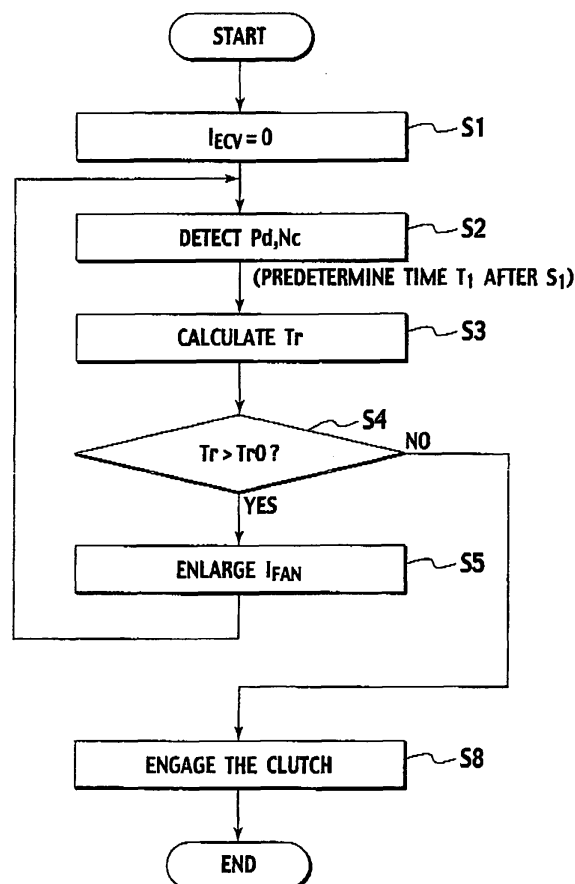 START
I_ECV = 0
S1
DETECT Pd,Nc
S2
(PREDETERMINE TIME T1 AFTER S1)
CALCULATE Tr
S3
S4
Tr > Tr0 ?
NO
YES
ENLARGE I_FAN
S5
ENGAGE THE CLUTCH
S8
END